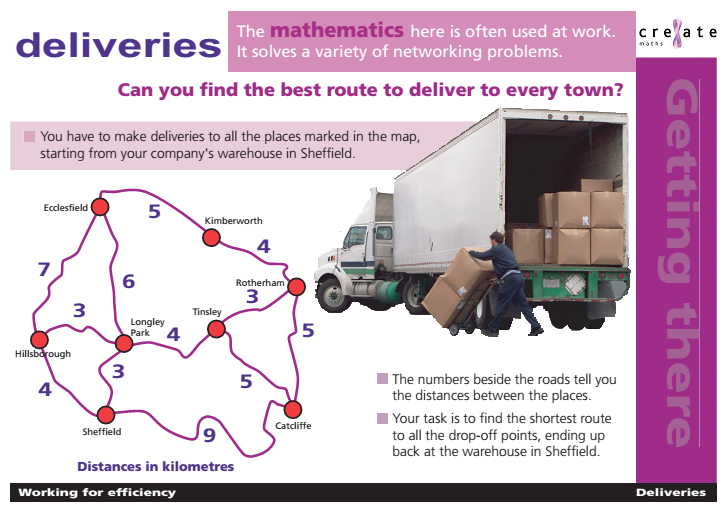 deliveries
The mathematics here is often used at work.
It solves a variety of networking problems.
create
maths
Can you find the best route to deliver to every town?
You have to make deliveries to all the places marked in the map,
starting from your company's warehouse in Sheffield.
Getting there
Ecclesfield
5
Kimberworth
4
7
6
Rotherham
3
3
Tinsley
Longley
Park
4
5
Hillsborough
3
5
4
Sheffield
9
Catcliffe
Distances in kilometres
The numbers beside the roads tell you
the distances between the places.
Your task is to find the shortest route
to all the drop-off points, ending up
back at the warehouse in Sheffield.
Working for efficiency
Deliveries